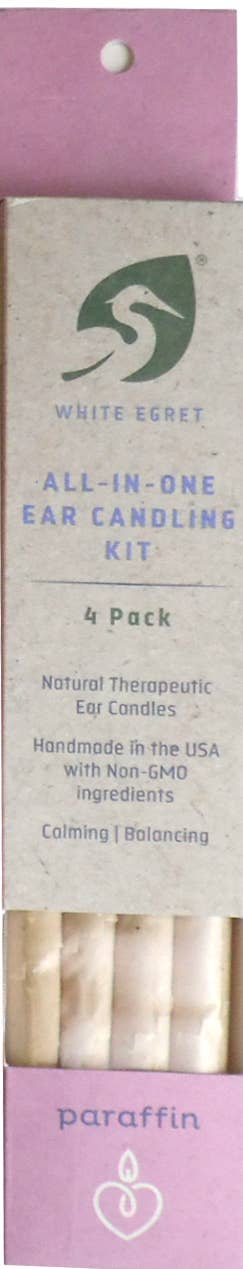 ®
WHITE EGRET
ALL-IN-ONE
EAR CANDLING
KIT
4 Pack
Natural Therapeutic
Ear Candles
Handmade in the USA
with Non-GMO
ingredients
Calming | Balancing
paraffin